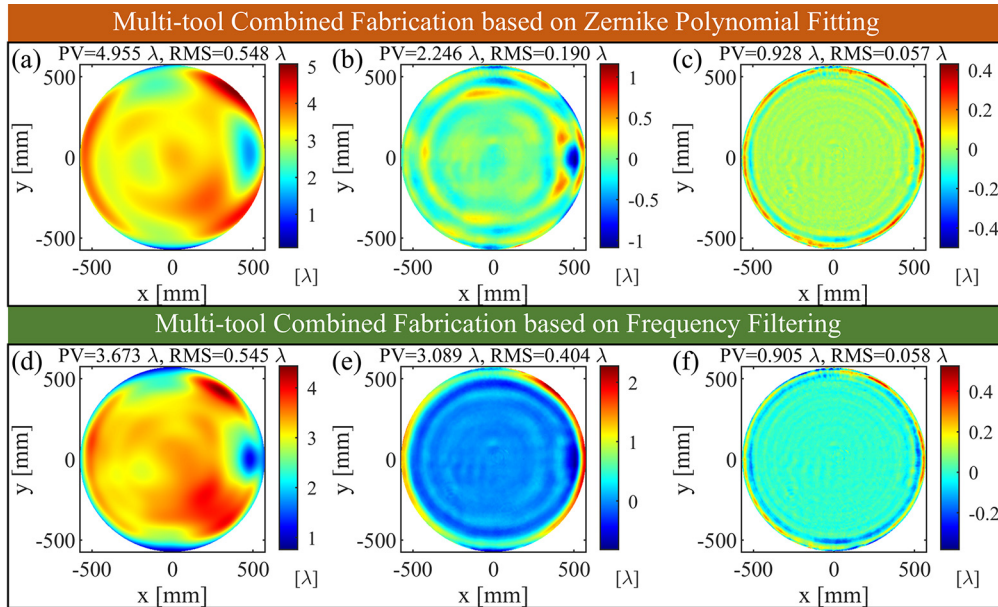 Multi-tool Combined Fabrication based on Zernike Polynomial Fitting
(a) PV=4.955 λ, RMS=0.548 λ
500
0
-500
y [mm]
-500 0 500
x [mm]
5
4
3
2
1
[λ]
(b) PV=2.246 λ, RMS=0.190 λ
500
0
-500
y [mm]
-500 0 500
x [mm]
1
0.5
0
-0.5
-1
[λ]
(c) PV=0.928 λ, RMS=0.057 λ
500
0
-500
y [mm]
-500 0 500
x [mm]
0.4
0.2
0
-0.2
-0.4
[λ]
Multi-tool Combined Fabrication based on Frequency Filtering
(d) PV=3.673 λ, RMS=0.545 λ
500
0
-500
y [mm]
-500 0 500
x [mm]
4
3
2
1
[λ]
(e) PV=3.089 λ, RMS=0.404 λ
500
0
-500
y [mm]
-500 0 500
x [mm]
2
1
0
[λ]
(f) PV=0.905 λ, RMS=0.058 λ
500
0
-500
y [mm]
-500 0 500
x [mm]
0.4
0.2
0
-0.2
[λ]